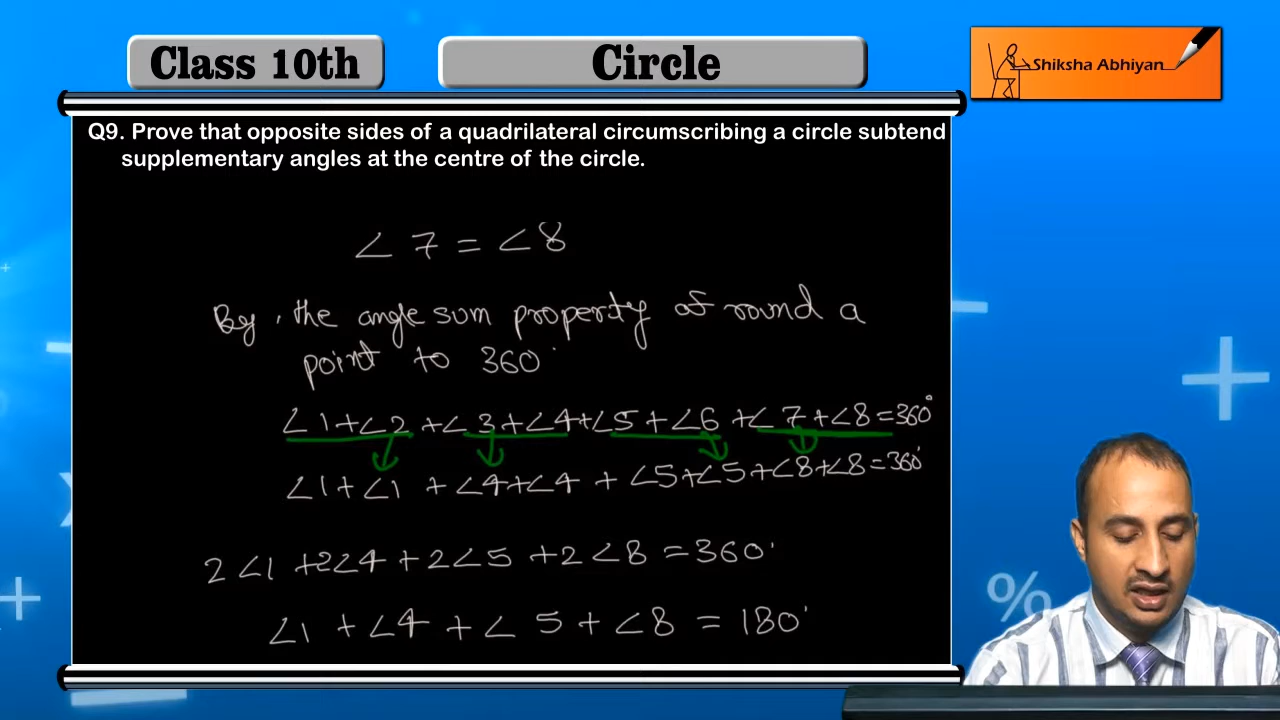 Class 10th
Circle
Shiksha Abhiyan
Q9. Prove that opposite sides of a quadrilateral circumscribing a circle subtend
supplementary angles at the centre of the circle.
∠7 = ∠8
By, the angle sum property of round a
point to 360°
∠1+∠2 +∠3+∠4+∠5+∠6 +∠7+∠8=360°
∠1+∠1 +∠4+∠4 + ∠5+∠5+∠8+∠8=360°
2∠1 +2∠4 + 2∠5 +2∠8 = 360°
∠1 + ∠4 + ∠5 + ∠8 = 180°
%